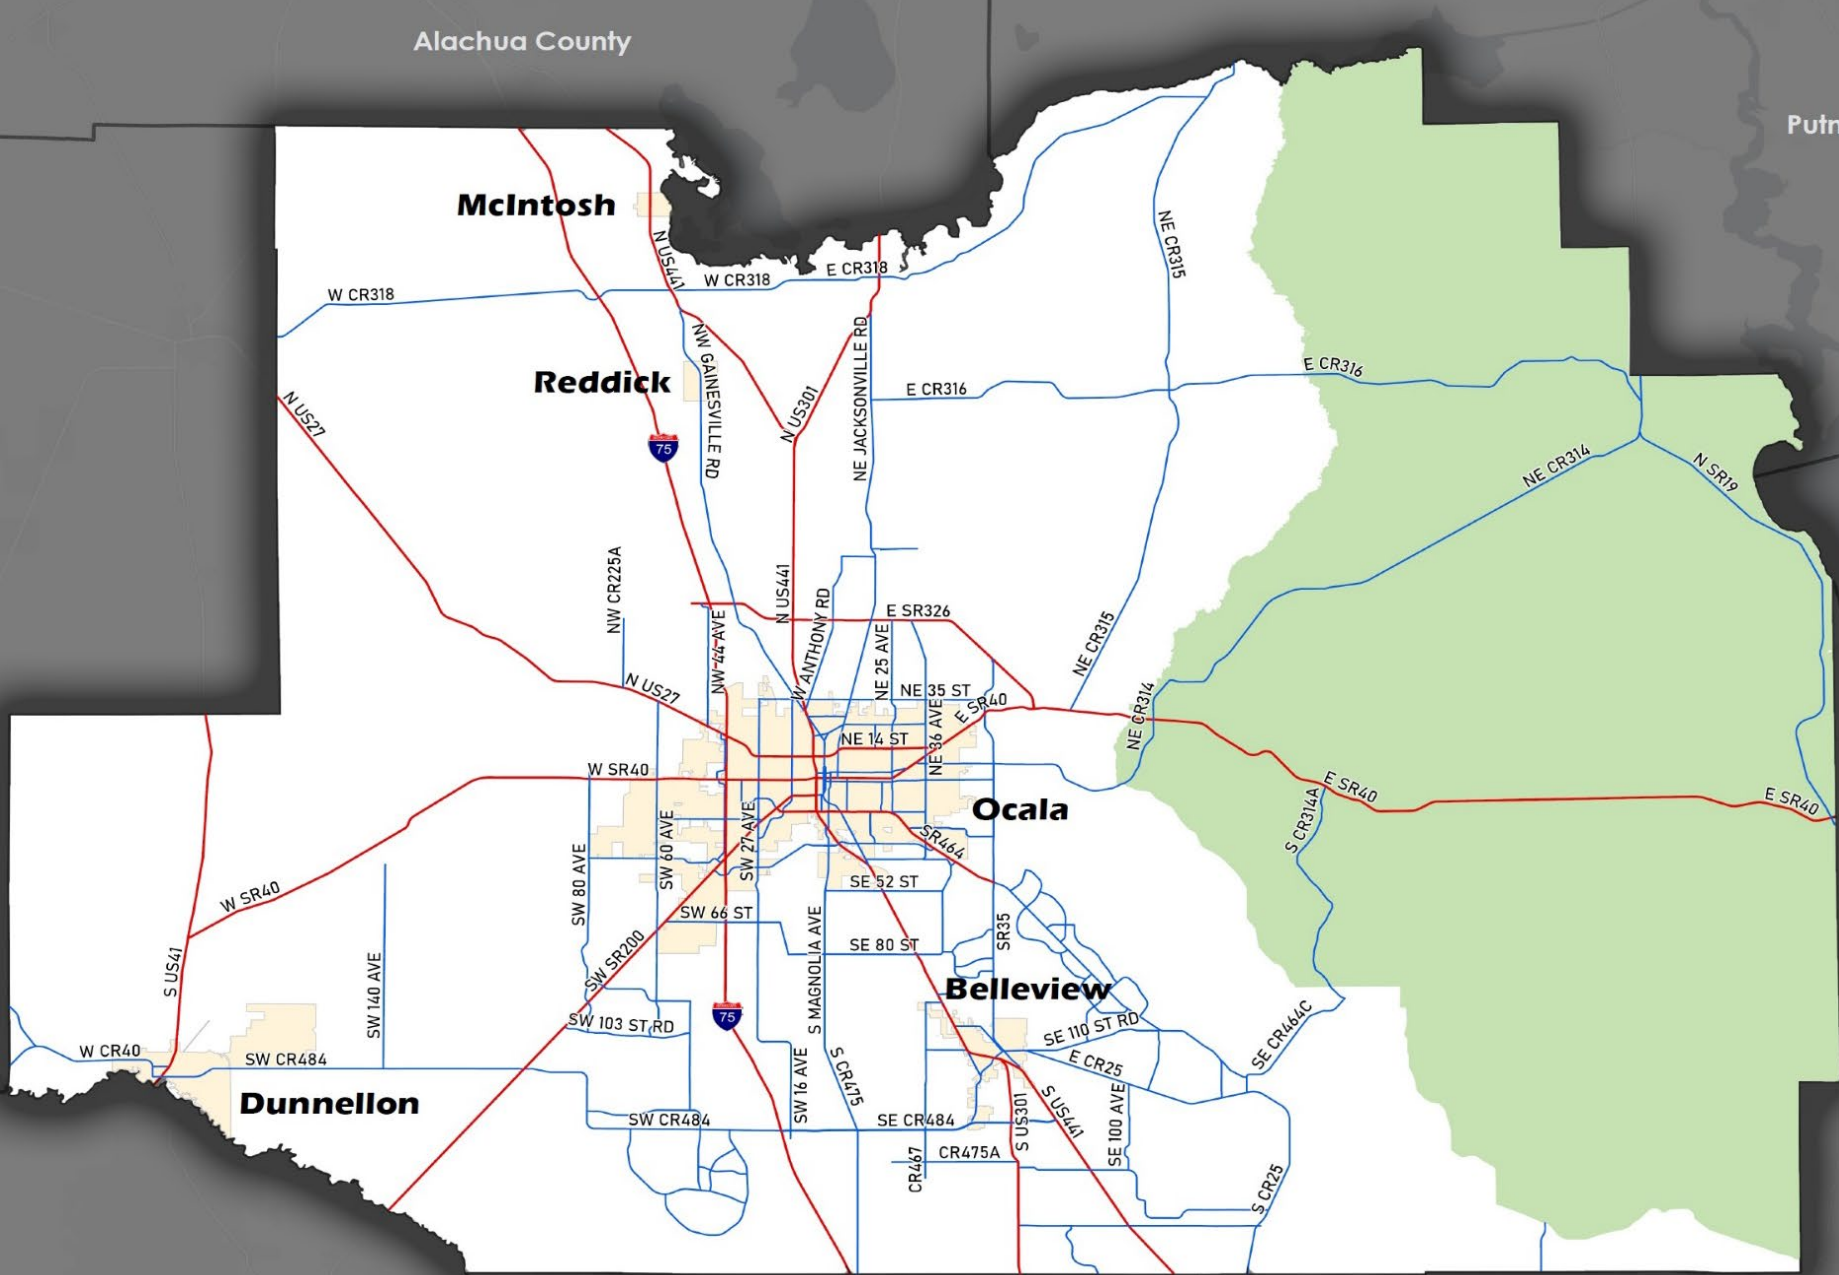 Alachua County
Putn
McIntosh
N US441
NE CR315
W CR318
E CR318
W CR318
NW GAINESVILLE RD
NE JACKSONVILLE RD
E CR316
Reddick
N US301
E CR316
N US27
75
NE CR314
N SR19
NW CR225A
N US441
W ANTHONY RD
E SR326
NW 44 AVE
NE 25 AVE
NE CR315
N US27
NE 35 ST
E SR40
NE CR314
NE 36 AVE
NE 14 ST
W SR40
E SR40
E SR40
Ocala
S CR314A
SW 60 AVE
SW 27 AVE
SR464
SW 80 AVE
W SR40
SE 52 ST
SW 66 ST
S MAGNOLIA AVE
SR35
SE 80 ST
SW SR200
S US41
SW 140 AVE
Belleview
75
SW 103 ST RD
SE 110 ST RD
SE CR464C
W CR40
SW CR484
E CR25
S CR475
SW 16 AVE
Dunnellon
SW CR484
SE CR484
S US301
S US441
SE 100 AVE
CR475A
CR467
S CR25